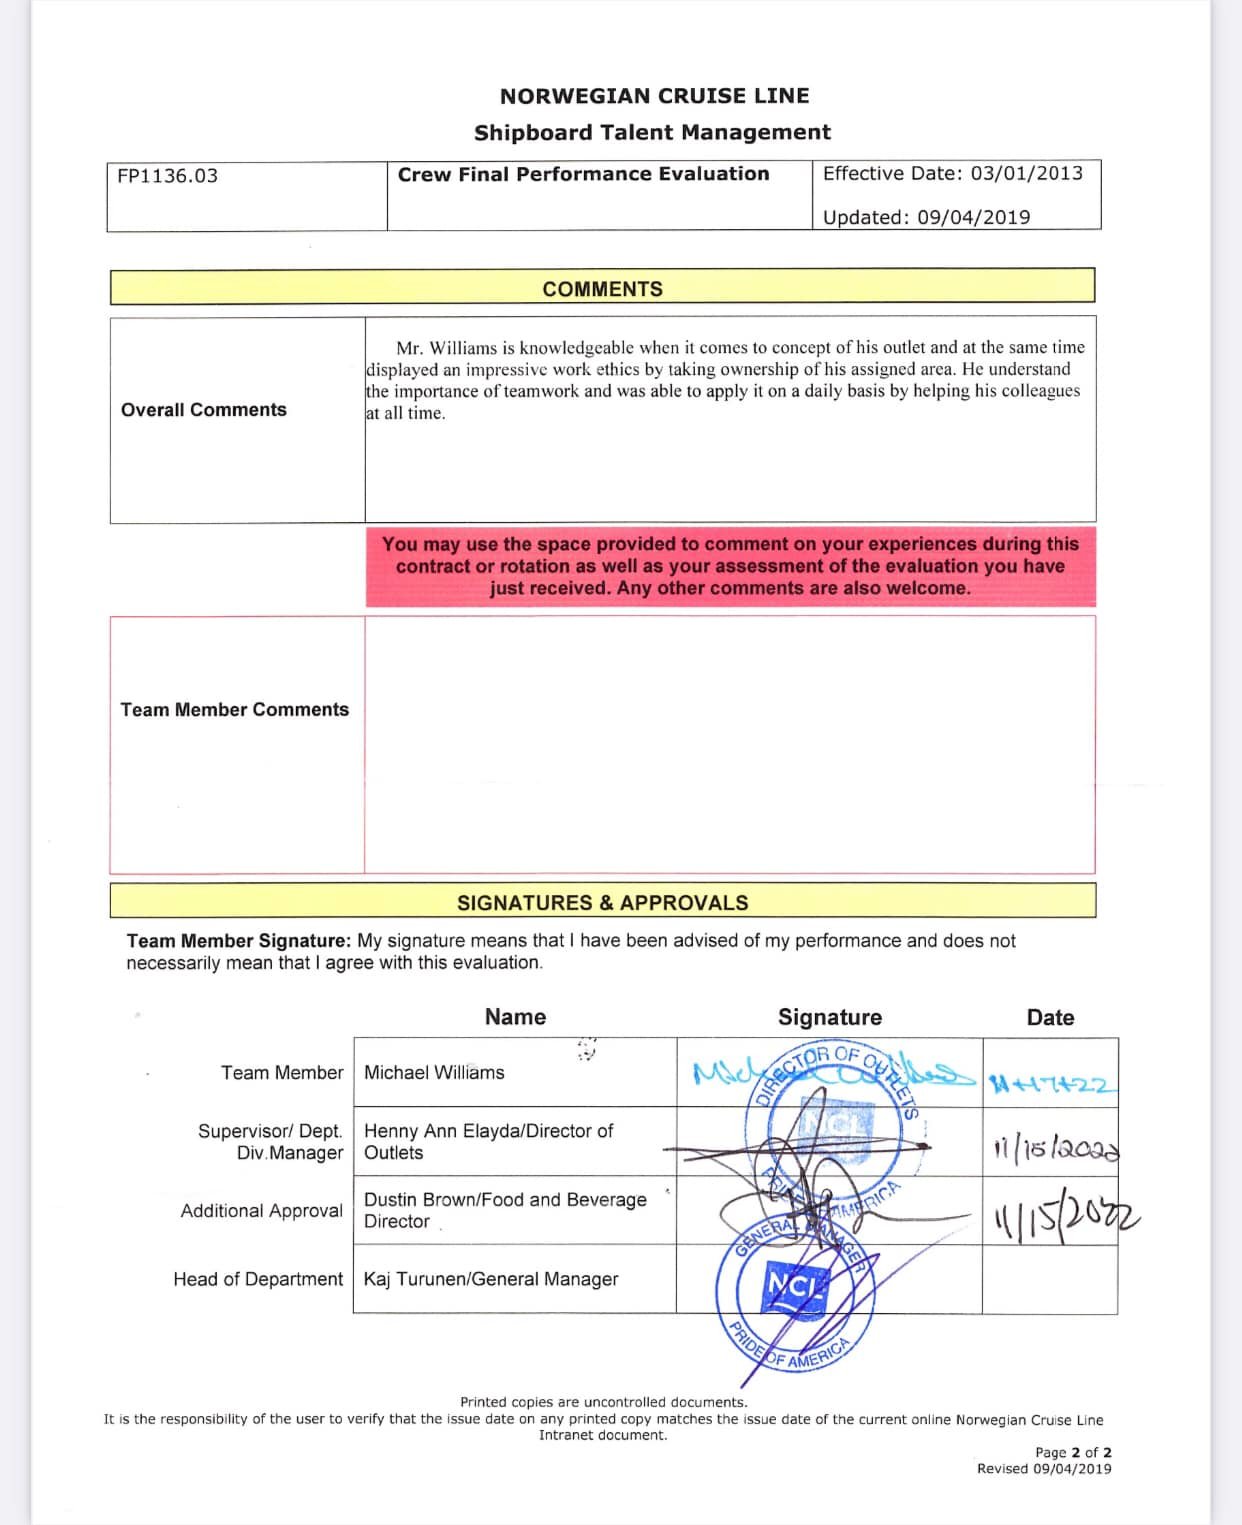 NORWEGIAN CRUISE LINE
Shipboard Talent Management
FP1136.03
Crew Final Performance Evaluation
Effective Date: 03/01/2013
Updated: 09/04/2019
COMMENTS
Overall Comments
Mr. Williams is knowledgeable when it comes to concept of his outlet and at the same time
displayed an impressive work ethics by taking ownership of his assigned area. He understand
the importance of teamwork and was able to apply it on a daily basis by helping his colleagues
at all time.
You may use the space provided to comment on your experiences during this
contract or rotation as well as your assessment of the evaluation you have
just received. Any other comments are also welcome.
Team Member Comments
SIGNATURES & APPROVALS
Team Member Signature: My signature means that I have been advised of my performance and does not
necessarily mean that I agree with this evaluation.
Name Signature Date
Team Member
Michael Williams
DIRECTOR OF OUTLETS
NCL
PRIDE AMERICA
Supervisor/ Dept.
Div.Manager
Henny Ann Elayda/Director of
Outlets
11/15/2022
Additional Approval
Dustin Brown/Food and Beverage
Director
11/15/2022
Head of Department
Kaj Turunen/General Manager
GENERAL MANAGER
NCL
PRIDE OF AMERICA
Printed copies are uncontrolled documents.
It is the responsibility of the user to verify that the issue date on any printed copy matches the issue date of the current online Norwegian Cruise Line
Intranet document.
Page 2 of 2
Revised 09/04/2019